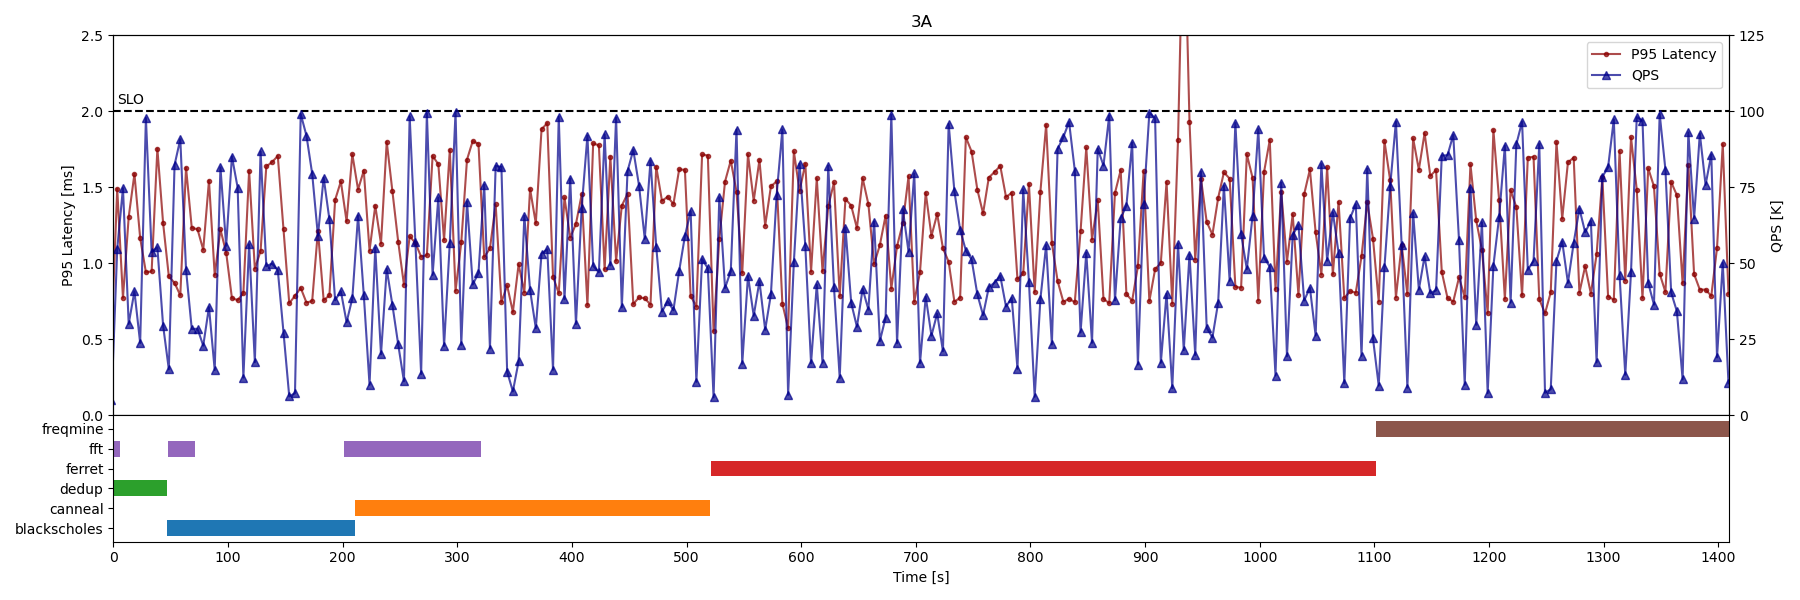 3A
P95 Latency [ms]
2.5
2.0
1.5
1.0
0.5
0.0
SLO
P95 Latency
QPS
125
100
75
50
25
0
QPS [K]
freqmine
fft
ferret
dedup
canneal
blackscholes
0 100 200 300 400 500 600 700 800 900 1000 1100 1200 1300 1400
Time [s]